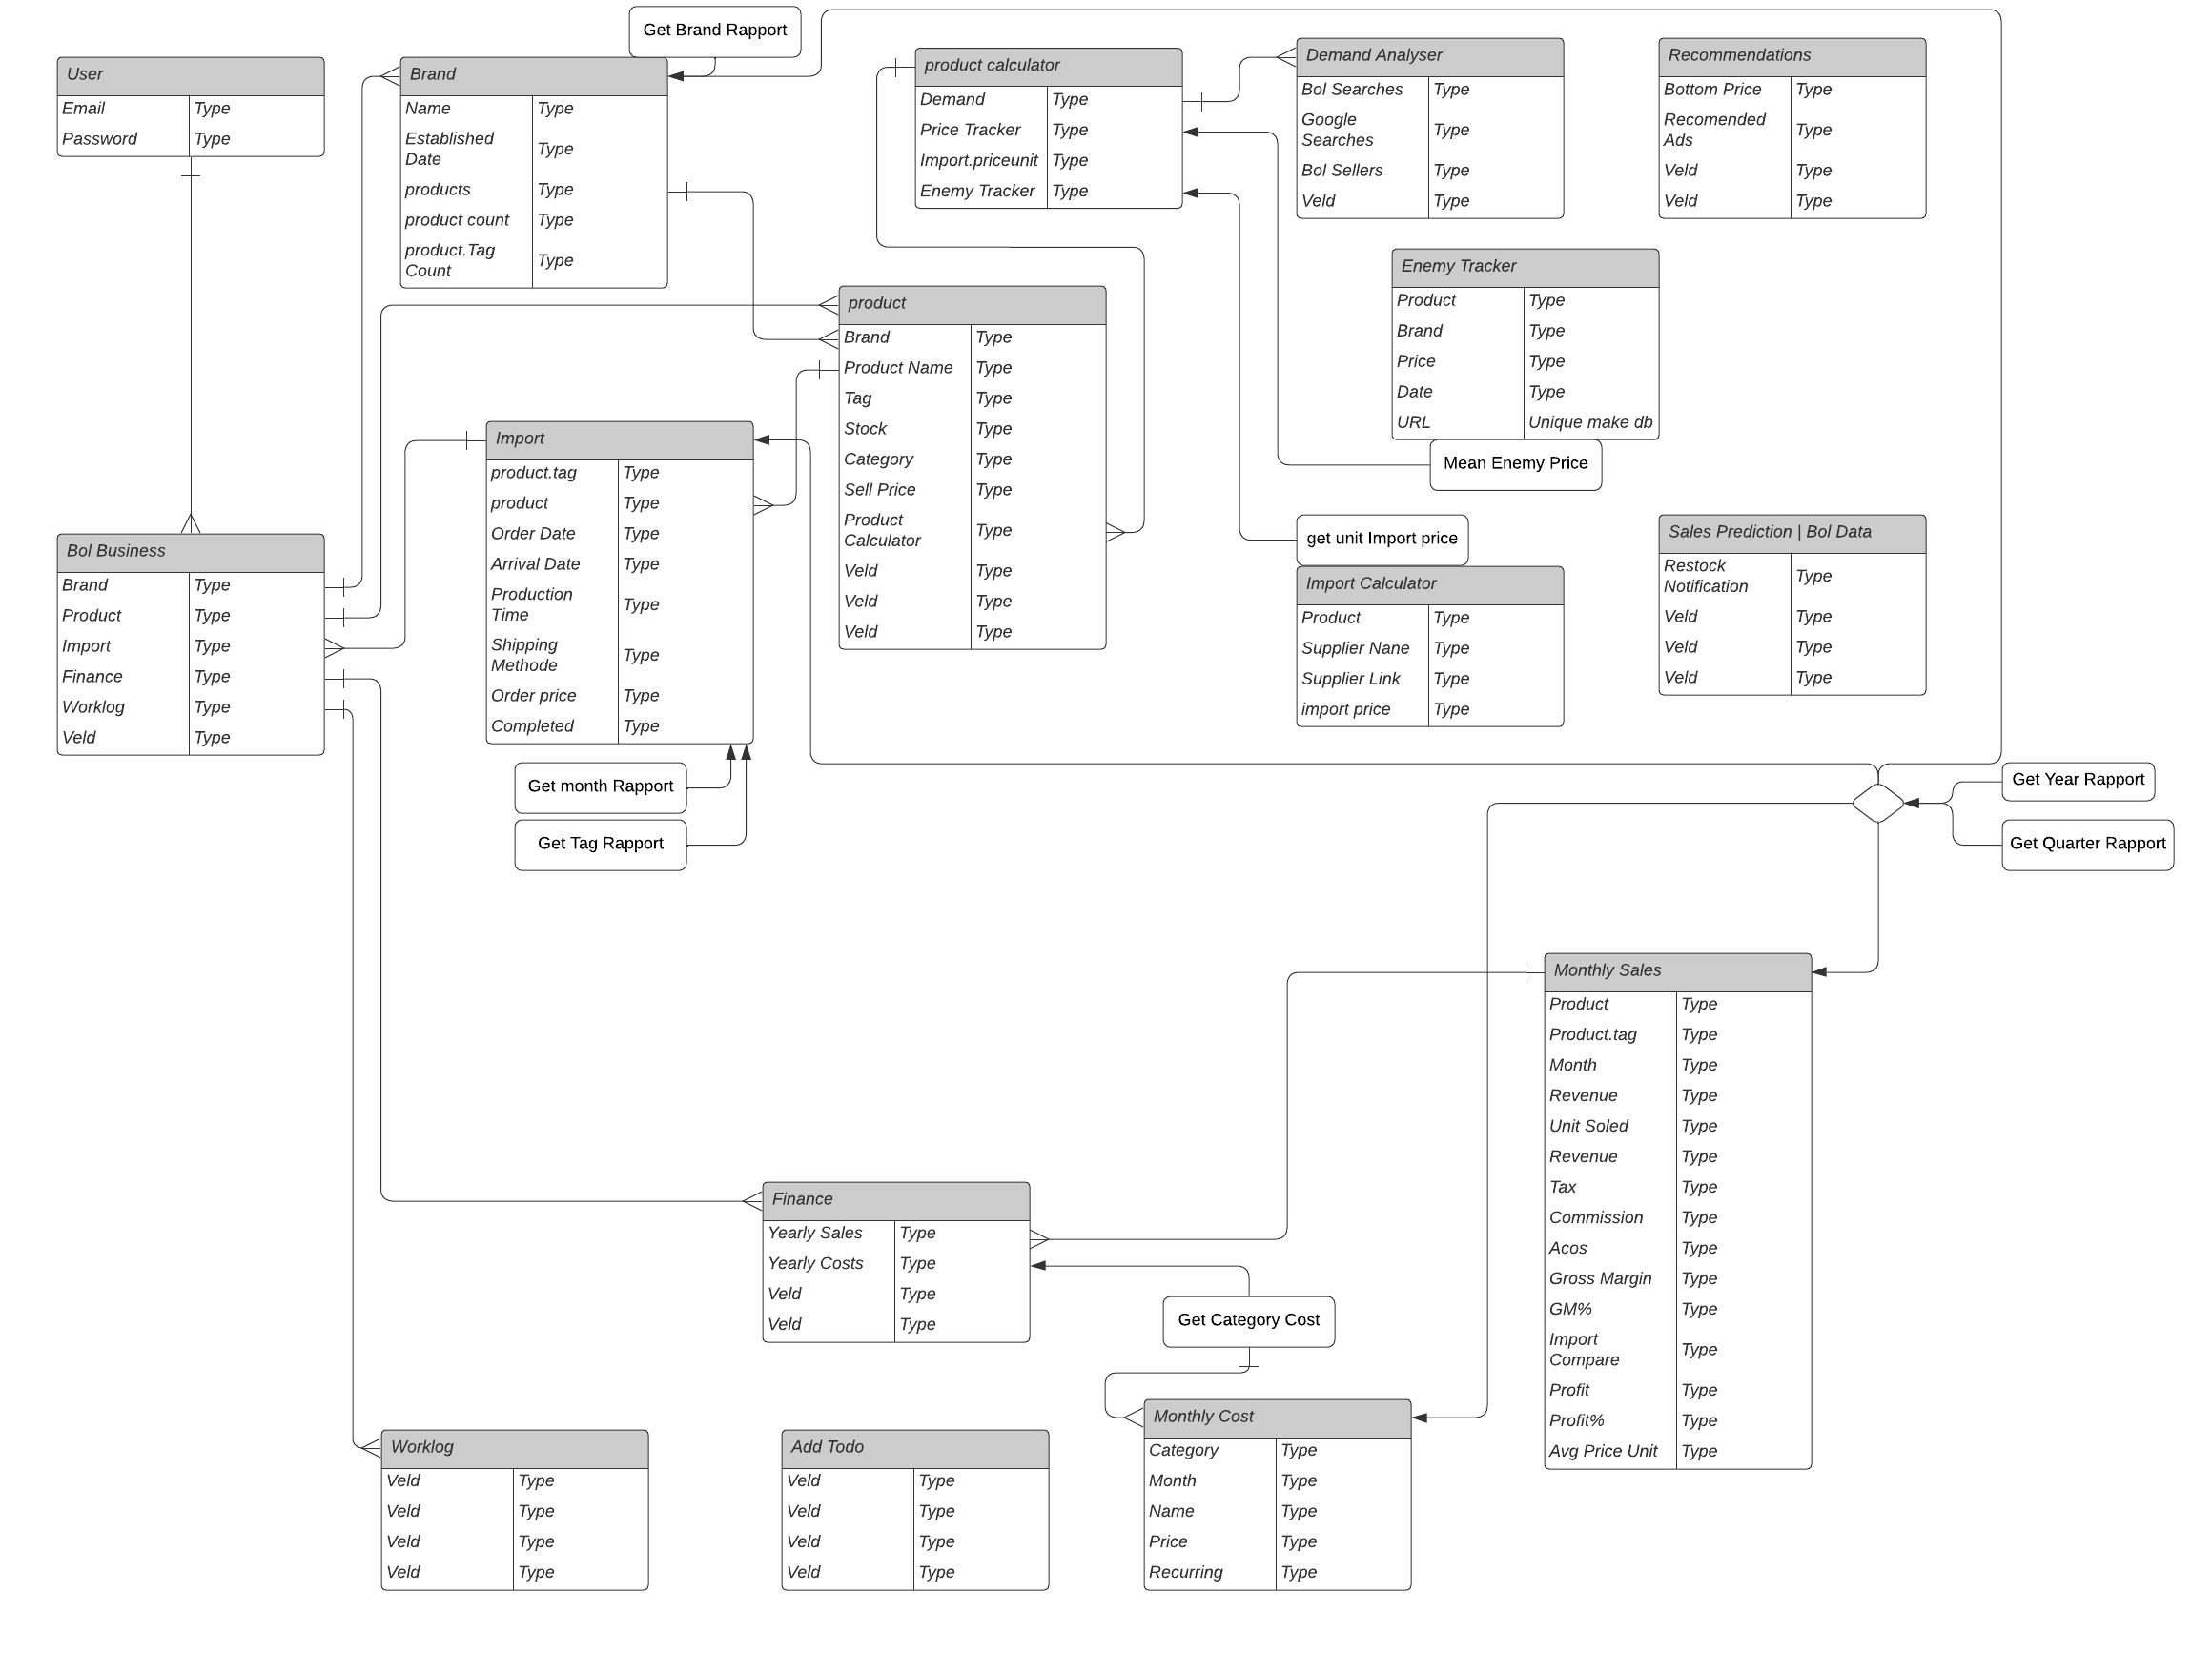 Get Brand Rapport
User
Email Type
Password Type
Brand
Name Type
Established
Date
Type
products Type
product count Type
product.Tag
Count
Type
product calculator
Demand Type
Price Tracker Type
Import.priceunit Type
Enemy Tracker Type
Demand Analyser
Bol Searches Type
Google
Searches
Type
Bol Sellers Type
Veld Type
Recommendations
Bottom Price Type
Recomended
Ads
Type
Veld Type
Veld Type
Enemy Tracker
Product Type
Brand Type
Price Type
Date Type
URL Unique make db
Mean Enemy Price
product
Brand Type
Product Name Type
Tag Type
Stock Type
Category Type
Sell Price Type
Product
Calculator
Type
Veld Type
Veld Type
Veld Type
Import
product.tag Type
product Type
Order Date Type
Arrival Date Type
Production
Time
Type
Shipping
Methode
Type
Order price Type
Completed Type
Get month Rapport
Get Tag Rapport
Bol Business
Brand Type
Product Type
Import Type
Finance Type
Worklog Type
Veld Type
get unit Import price
Import Calculator
Product Type
Supplier Nane Type
Supplier Link Type
import price Type
Sales Prediction | Bol Data
Restock
Notification
Type
Veld Type
Veld Type
Veld Type
Get Year Rapport
Get Quarter Rapport
Monthly Sales
Product Type
Product.tag Type
Month Type
Revenue Type
Unit Soled Type
Revenue Type
Tax Type
Commission Type
Acos Type
Gross Margin Type
GM% Type
Import
Compare
Type
Profit Type
Profit% Type
Avg Price Unit Type
Finance
Yearly Sales Type
Yearly Costs Type
Veld Type
Veld Type
Get Category Cost
Monthly Cost
Category Type
Month Type
Name Type
Price Type
Recurring Type
Worklog
Veld Type
Veld Type
Veld Type
Veld Type
Add Todo
Veld Type
Veld Type
Veld Type
Veld Type